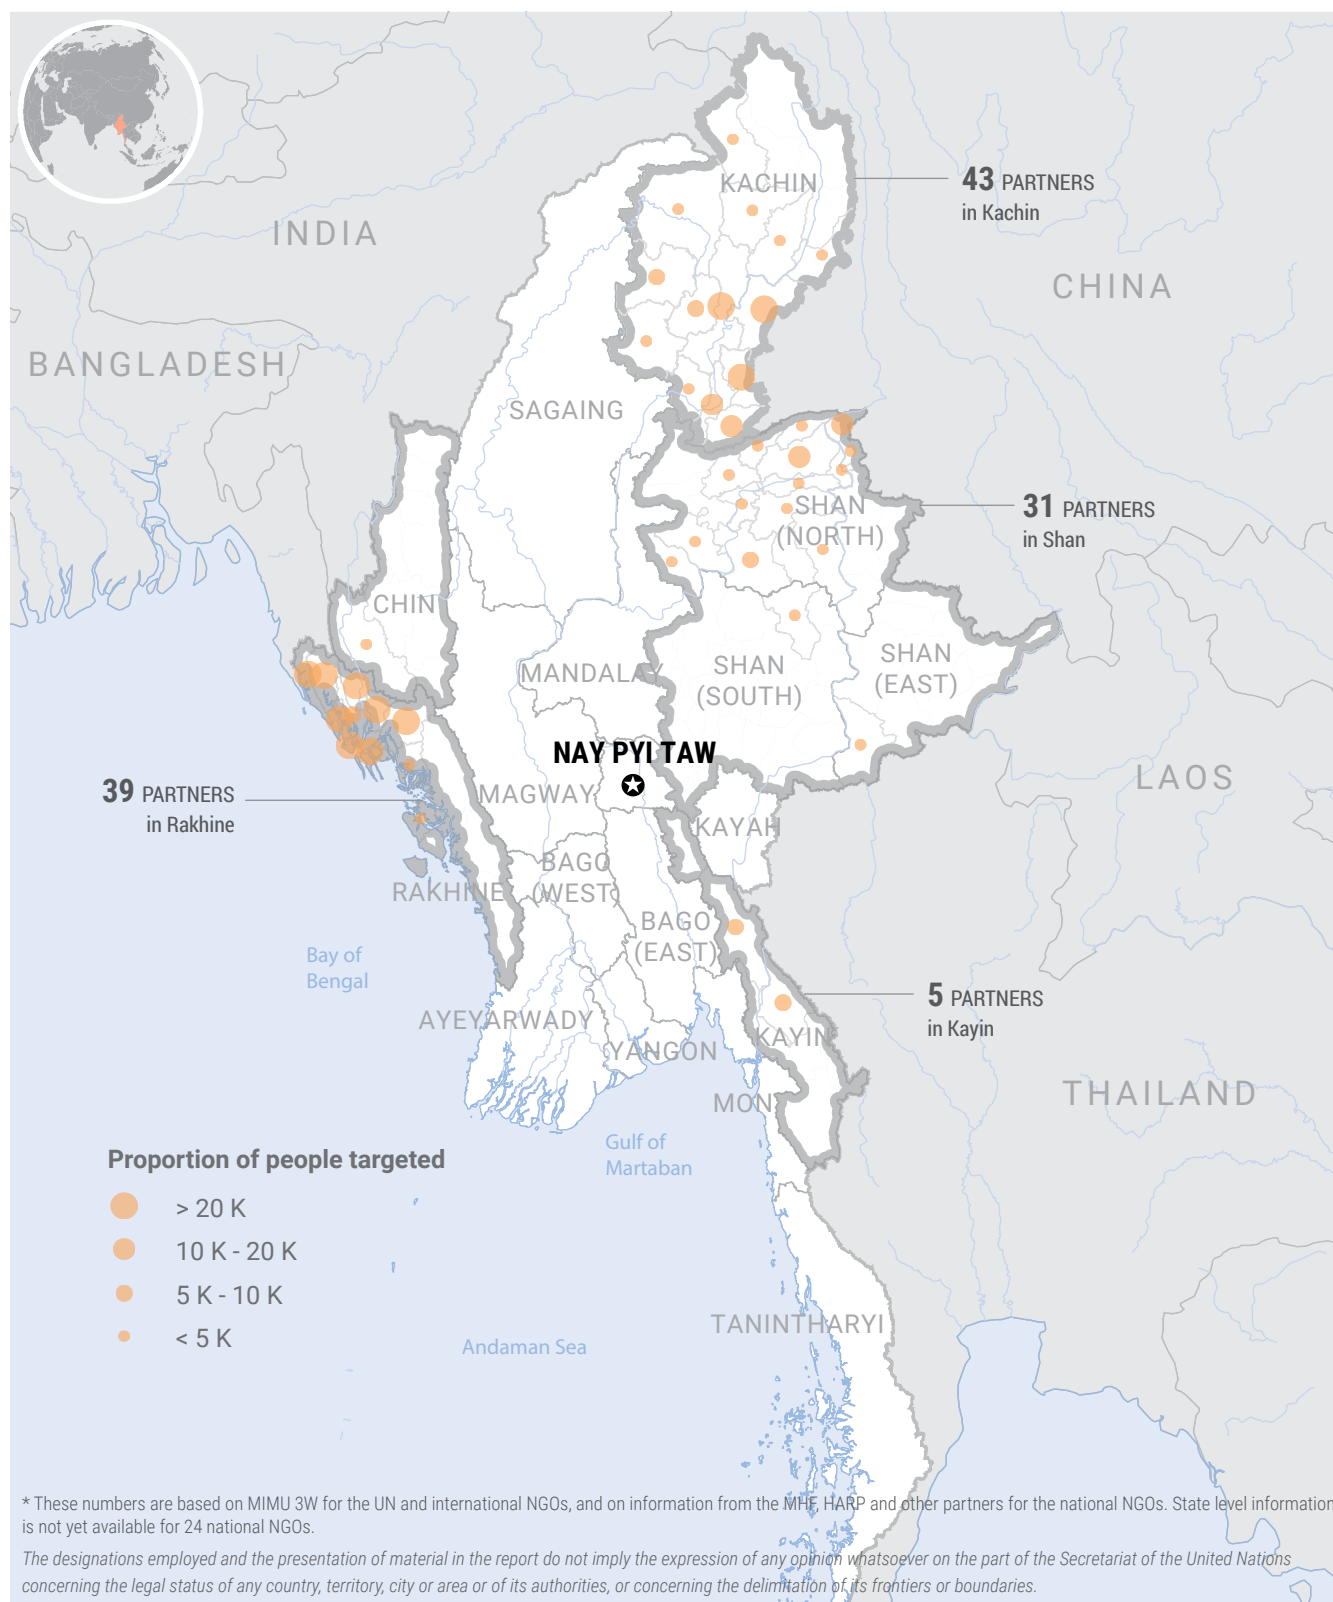 KACHIN
43 PARTNERS
in Kachin
INDIA
CHINA
BANGLADESH
SAGAING
SHAN
(NORTH)
31 PARTNERS
in Shan
CHIN
MANDALAY
SHAN
(SOUTH)
SHAN
(EAST)
NAY PYI TAW
39 PARTNERS
in Rakhine
MAGWAY
LAOS
KAYAH
BAGO
(WEST)
RAKHINE
BAGO
(EAST)
Bay of
Bengal
5 PARTNERS
in Kayin
AYEYARWADY
YANGON
KAYIN
MON
THAILAND
Gulf of
Martaban
Proportion of people targeted
> 20 K
10 K - 20 K
5 K - 10 K
< 5 K
TANINTHARYI
Andaman Sea
* These numbers are based on MIMU 3W for the UN and international NGOs, and on information from the MHF, HARP and other partners for the national NGOs. State level information
is not yet available for 24 national NGOs.
The designations employed and the presentation of material in the report do not imply the expression of any opinion whatsoever on the part of the Secretariat of the United Nations
concerning the legal status of any country, territory, city or area or of its authorities, or concerning the delimitation of its frontiers or boundaries.